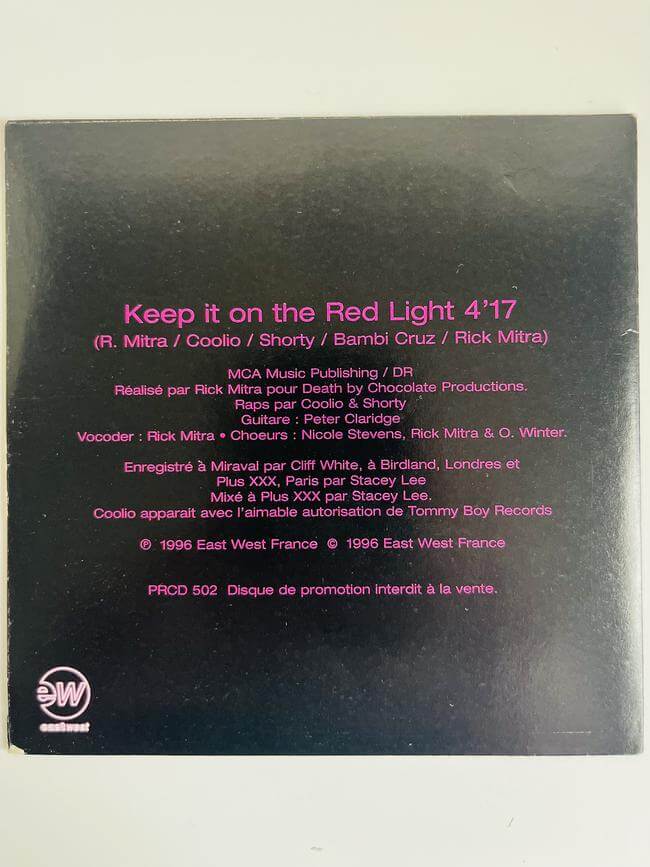 Keep it on the Red Light 4'17
(R. Mitra / Coolio / Shorty / Bambi Cruz / Rick Mitra)
MCA Music Publishing / DR
Réalisé par Rick Mitra pour Death by Chocolate Productions.
Raps par Coolio & Shorty
Guitare : Peter Claridge
Vocoder : Rick Mitra • Choeurs : Nicole Stevens, Rick Mitra & O. Winter.
Enregistré à Miraval par Cliff White, à Birdland, Londres et
Plus XXX, Paris par Stacey Lee
Mixé à Plus XXX par Stacey Lee.
Coolio apparait avec l'aimable autorisation de Tommy Boy Records
℗ 1996 East West France © 1996 East West France
PRCD 502 Disque de promotion interdit à la vente.
ew
eastwest